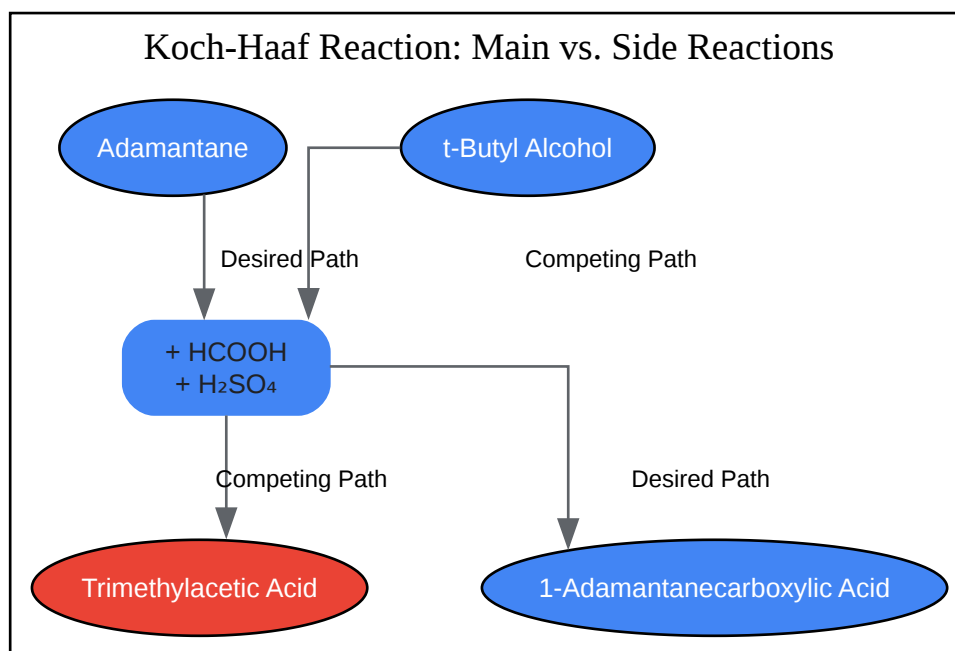 Koch-Haaf Reaction: Main vs. Side Reactions
Adamantane
t-Butyl Alcohol
Desired Path
Competing Path
+ HCOOH
+ H₂SO₄
Competing Path
Desired Path
Trimethylacetic Acid
1-Adamantanecarboxylic Acid